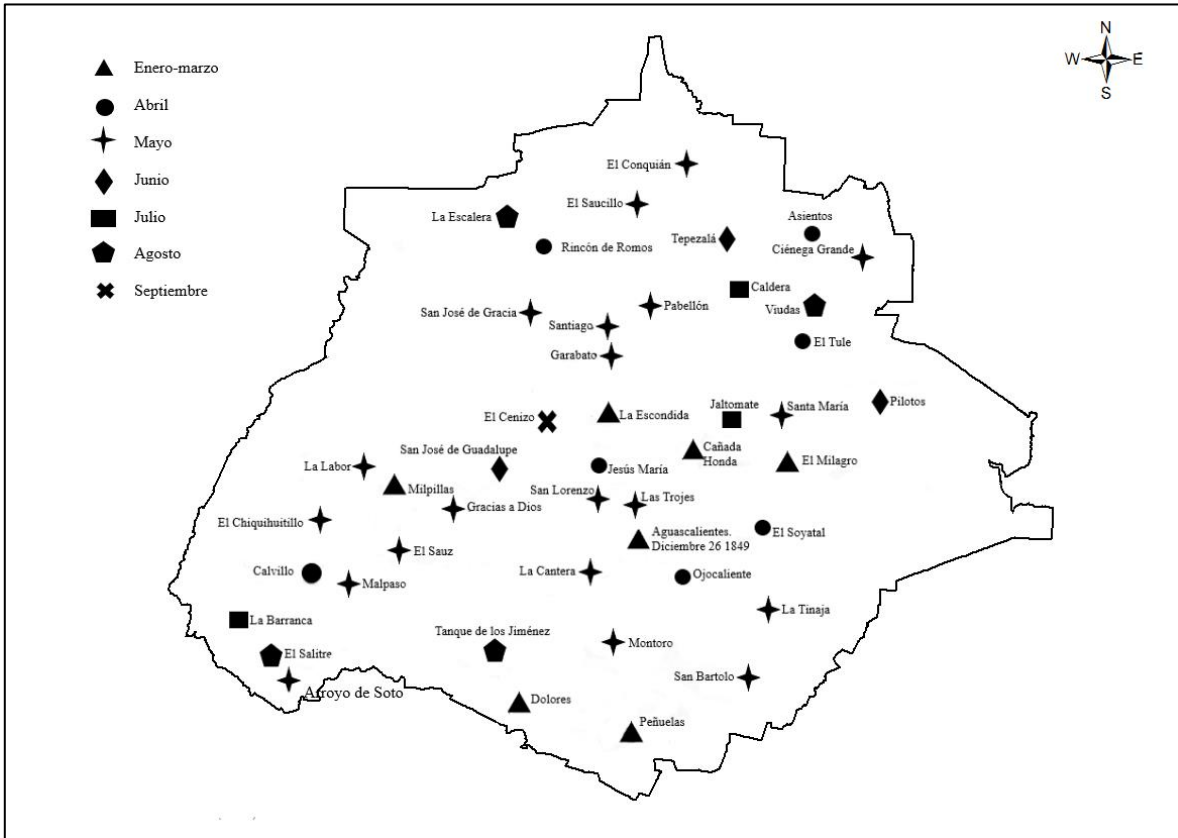 N
W E
S
Enero-marzo
Abril
Mayo
Junio
Julio
Agosto
Septiembre
El Conquián
El Saucillo
La Escalera
Asientos
Rincón de Romos
Tepezalá
Ciénega Grande
Caldera
Viudas
San José de Gracia
Pabellón
Santiago
El Tule
Garabato
Pilotos
El Cenizo
La Escondida
Jaltomate
Santa María
San José de Guadalupe
Cañada
Honda
El Milagro
La Labor
Jesús María
Milpillas
San Lorenzo
Las Trojes
Gracias a Dios
El Chiquihuitillo
Aguascalientes.
Diciembre 26 1849
El Soyatal
El Sauz
Calvillo
Malpaso
La Cantera
Ojocaliente
La Tinaja
La Barranca
Tanque de los Jiménez
Montoro
El Salitre
San Bartolo
Arroyo de Soto
Dolores
Peñuelas